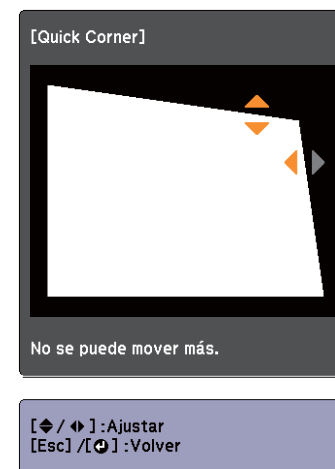 [Quick Corner]
No se puede mover más.
[◆/◆] :Ajustar
[Esc] /[↵] :Volver